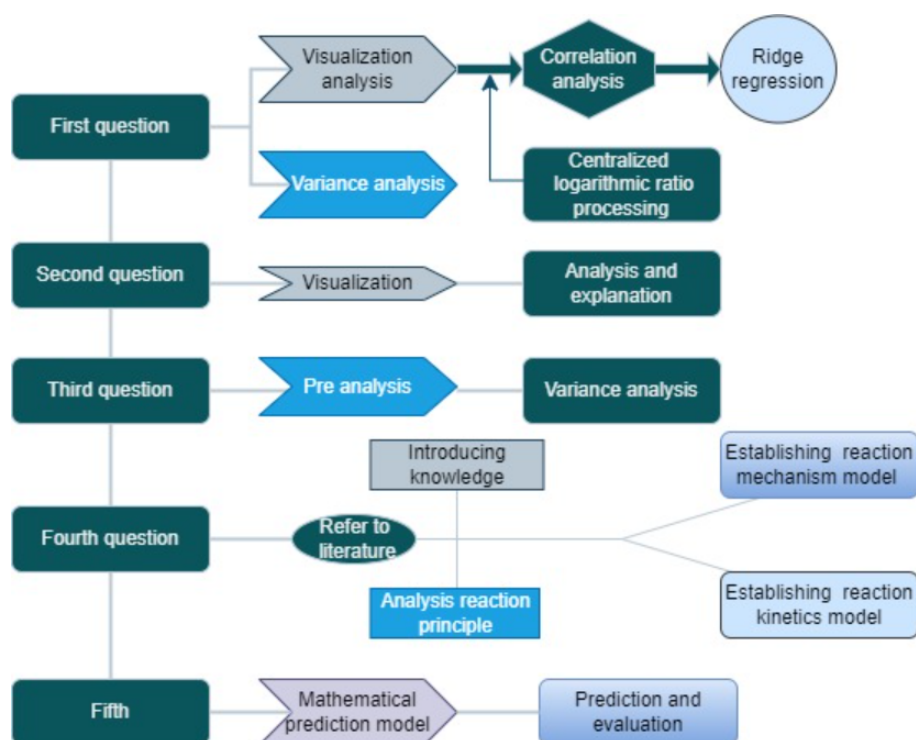 Visualization
analysis
Correlation
analysis
Ridge
regression
First question
Variance analysis
Centralized
logarithmic ratio
processing
Second question
Visualization
Analysis and
explanation
Third question
Pre analysis
Variance analysis
Introducing
knowledge
Establishing reaction
mechanism model
Fourth question
Refer to
literature
Analysis reaction
principle
Establishing reaction
kinetics model
Fifth
Mathematical
prediction model
Prediction and
evaluation